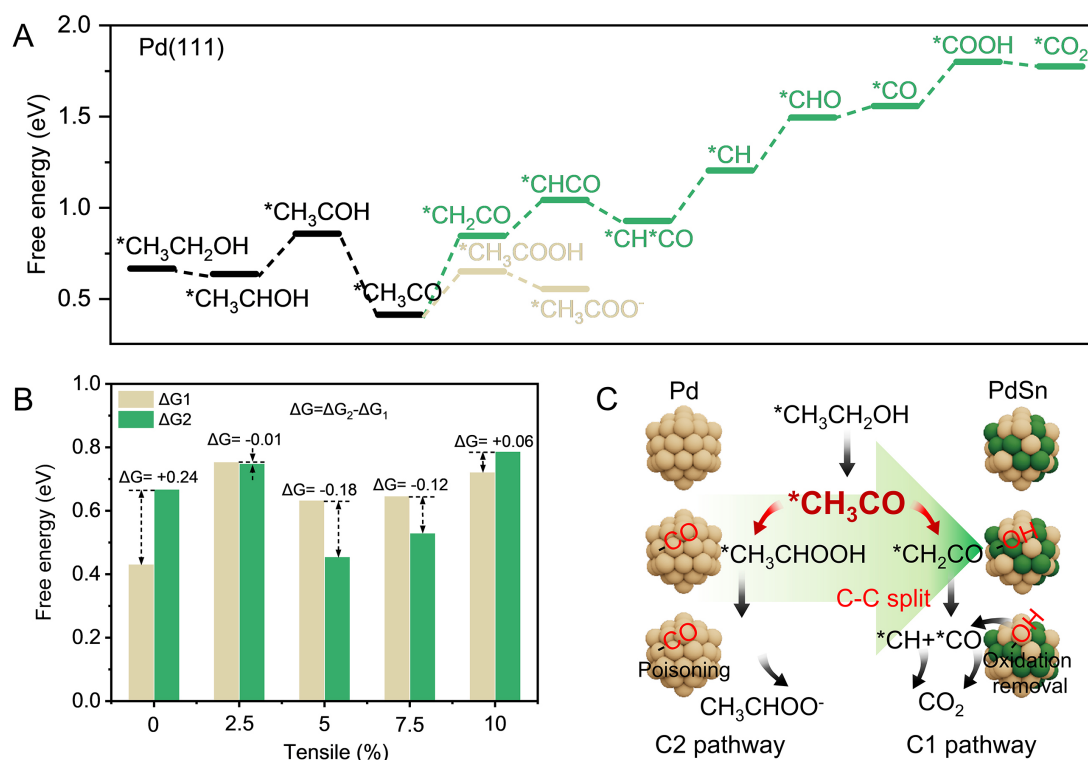 A
Pd(111)
Free energy (eV)
2.0
1.5
1.0
0.5
*CH₃CH₂OH
*CH₃CHOH
*CH₃COH
*CH₃CO
*CH₂CO
*CH₃COOH
*CH₃COO⁻
*CHCO
*CH*CO
*CH
*CHO
*CO
*COOH
*CO₂
B
ΔG1
ΔG2
ΔG=ΔG₂-ΔG₁
Free energy (eV)
1.0
0.8
0.6
0.4
0.2
0.0
ΔG= +0.24
ΔG= -0.01
ΔG= -0.18
ΔG= -0.12
ΔG= +0.06
0 2.5 5 7.5 10
Tensile (%)
C
Pd
PdSn
*CH₃CH₂OH
*CH₃CO
CO
*CH₃CHOOH
*CH₂CO
OH
C-C split
CO
Poisoning
*CH+*CO
OH
Oxidation
removal
CH₃CHOO⁻
CO₂
C2 pathway
C1 pathway